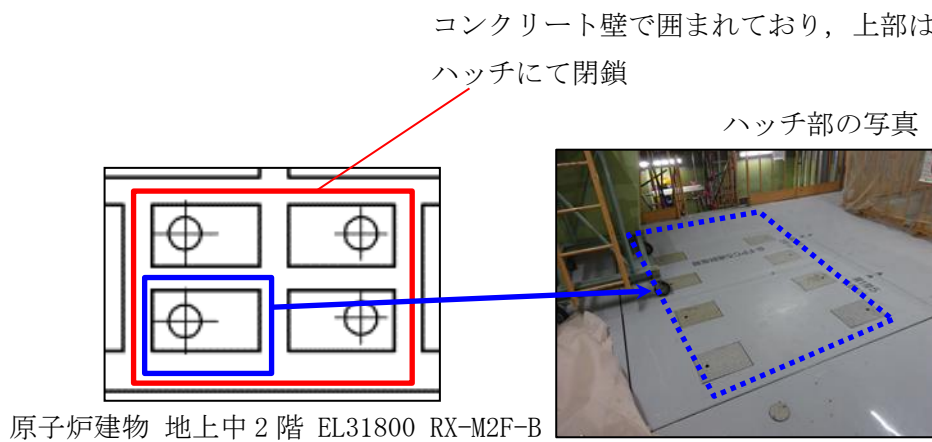 コンクリート壁で囲まれており，上部は
ハッチにて閉鎖
ハッチ部の写真
原子炉建物 地上中２階 EL31800 RX-M2F-B